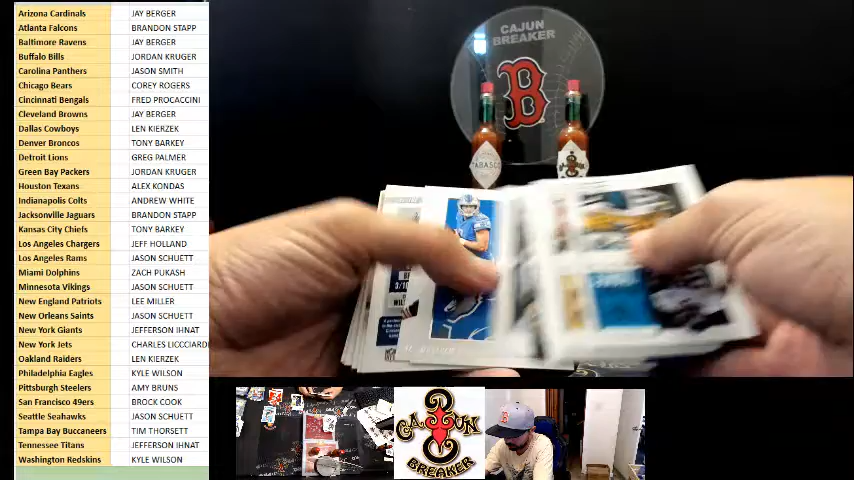 Arizona Cardinals JAY BERGER
Atlanta Falcons BRANDON STAPP
Baltimore Ravens JAY BERGER
Buffalo Bills JORDAN KRUGER
Carolina Panthers JASON SMITH
Chicago Bears COREY ROGERS
Cincinnati Bengals FRED PROCACCINI
Cleveland Browns JAY BERGER
Dallas Cowboys LEN KIERZEK
Denver Broncos TONY BARKEY
Detroit Lions GREG PALMER
Green Bay Packers JORDAN KRUGER
Houston Texans ALEX KONDAS
Indianapolis Colts ANDREW WHITE
Jacksonville Jaguars BRANDON STAPP
Kansas City Chiefs TONY BARKEY
Los Angeles Chargers JEFF HOLLAND
Los Angeles Rams JASON SCHUETT
Miami Dolphins ZACH PUKASH
Minnesota Vikings JASON SCHUETT
New England Patriots LEE MILLER
New Orleans Saints JASON SCHUETT
New York Giants JEFFERSON IHNAT
New York Jets CHARLES LICCCIARDI
Oakland Raiders LEN KIERZEK
Philadelphia Eagles KYLE WILSON
Pittsburgh Steelers AMY BRUNS
San Francisco 49ers BROCK COOK
Seattle Seahawks JASON SCHUETT
Tampa Bay Buccaneers TIM THORSETT
Tennessee Titans JEFFERSON IHNAT
Washington Redskins KYLE WILSON
CAJUN
BREAKER
B
TABASCO
NFL
CAJUN
BREAKER